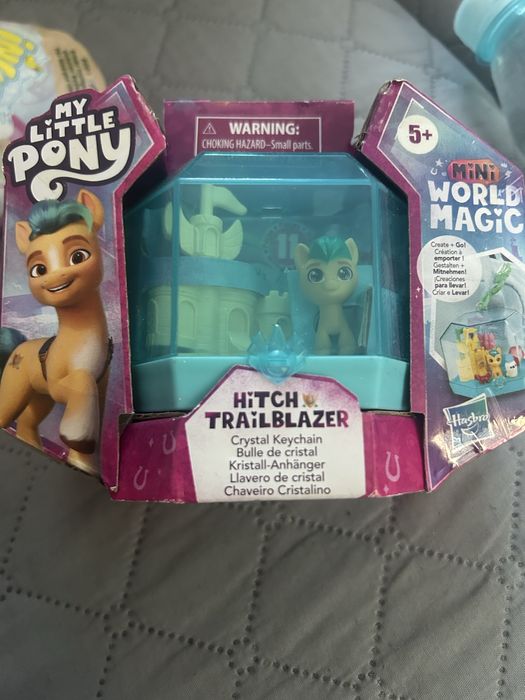 MY
LITTLE
PONY
WARNING:
CHOKING HAZARD–Small parts.
5+
MiNi
WORLD
MAGIC
Create + Go!
Création à
emporter !
Gestalten +
Mitnehmen!
¡Creaciones
para llevar!
Criar e Levar!
Hasbro
HiTCH
TRAiLBLAZER
Crystal Keychain
Bulle de cristal
Kristall-Anhänger
Llavero de cristal
Chaveiro Cristalino